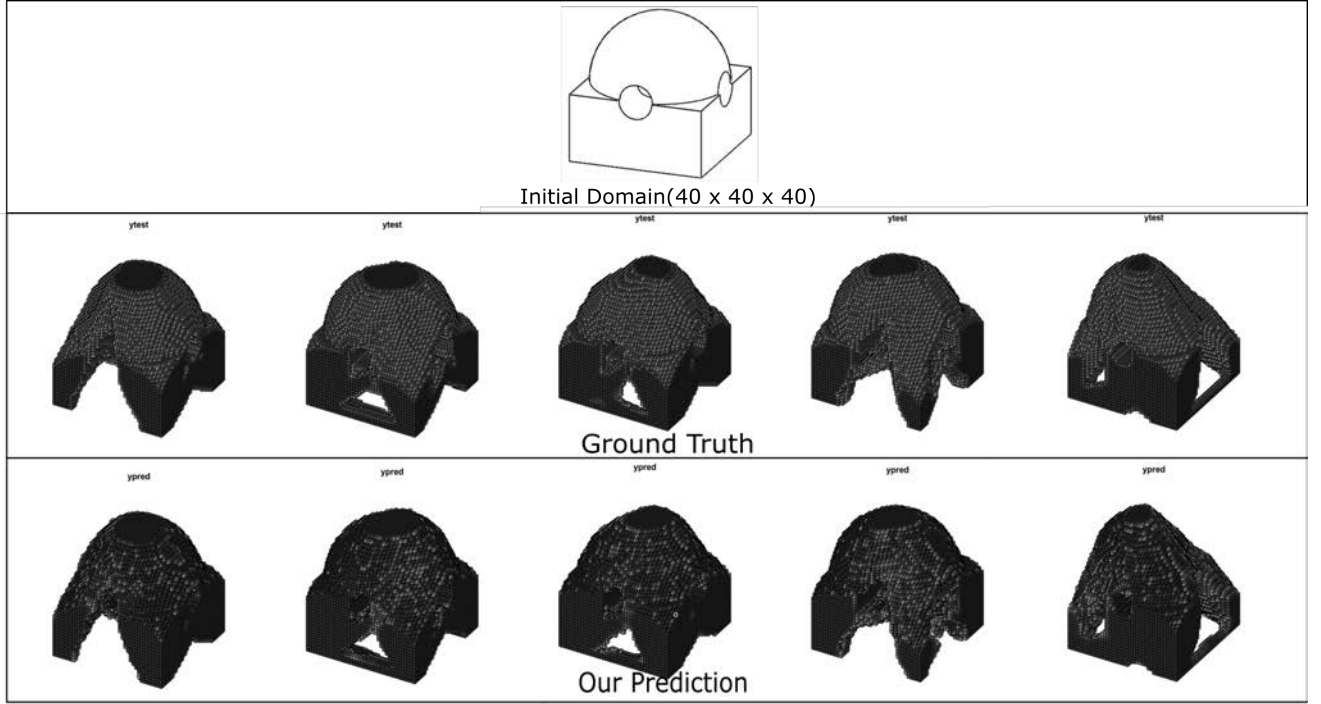 Initial Domain(40 x 40 x 40)
ytest ytest ytest ytest ytest
Ground Truth
ypred ypred ypred ypred ypred
Our Prediction